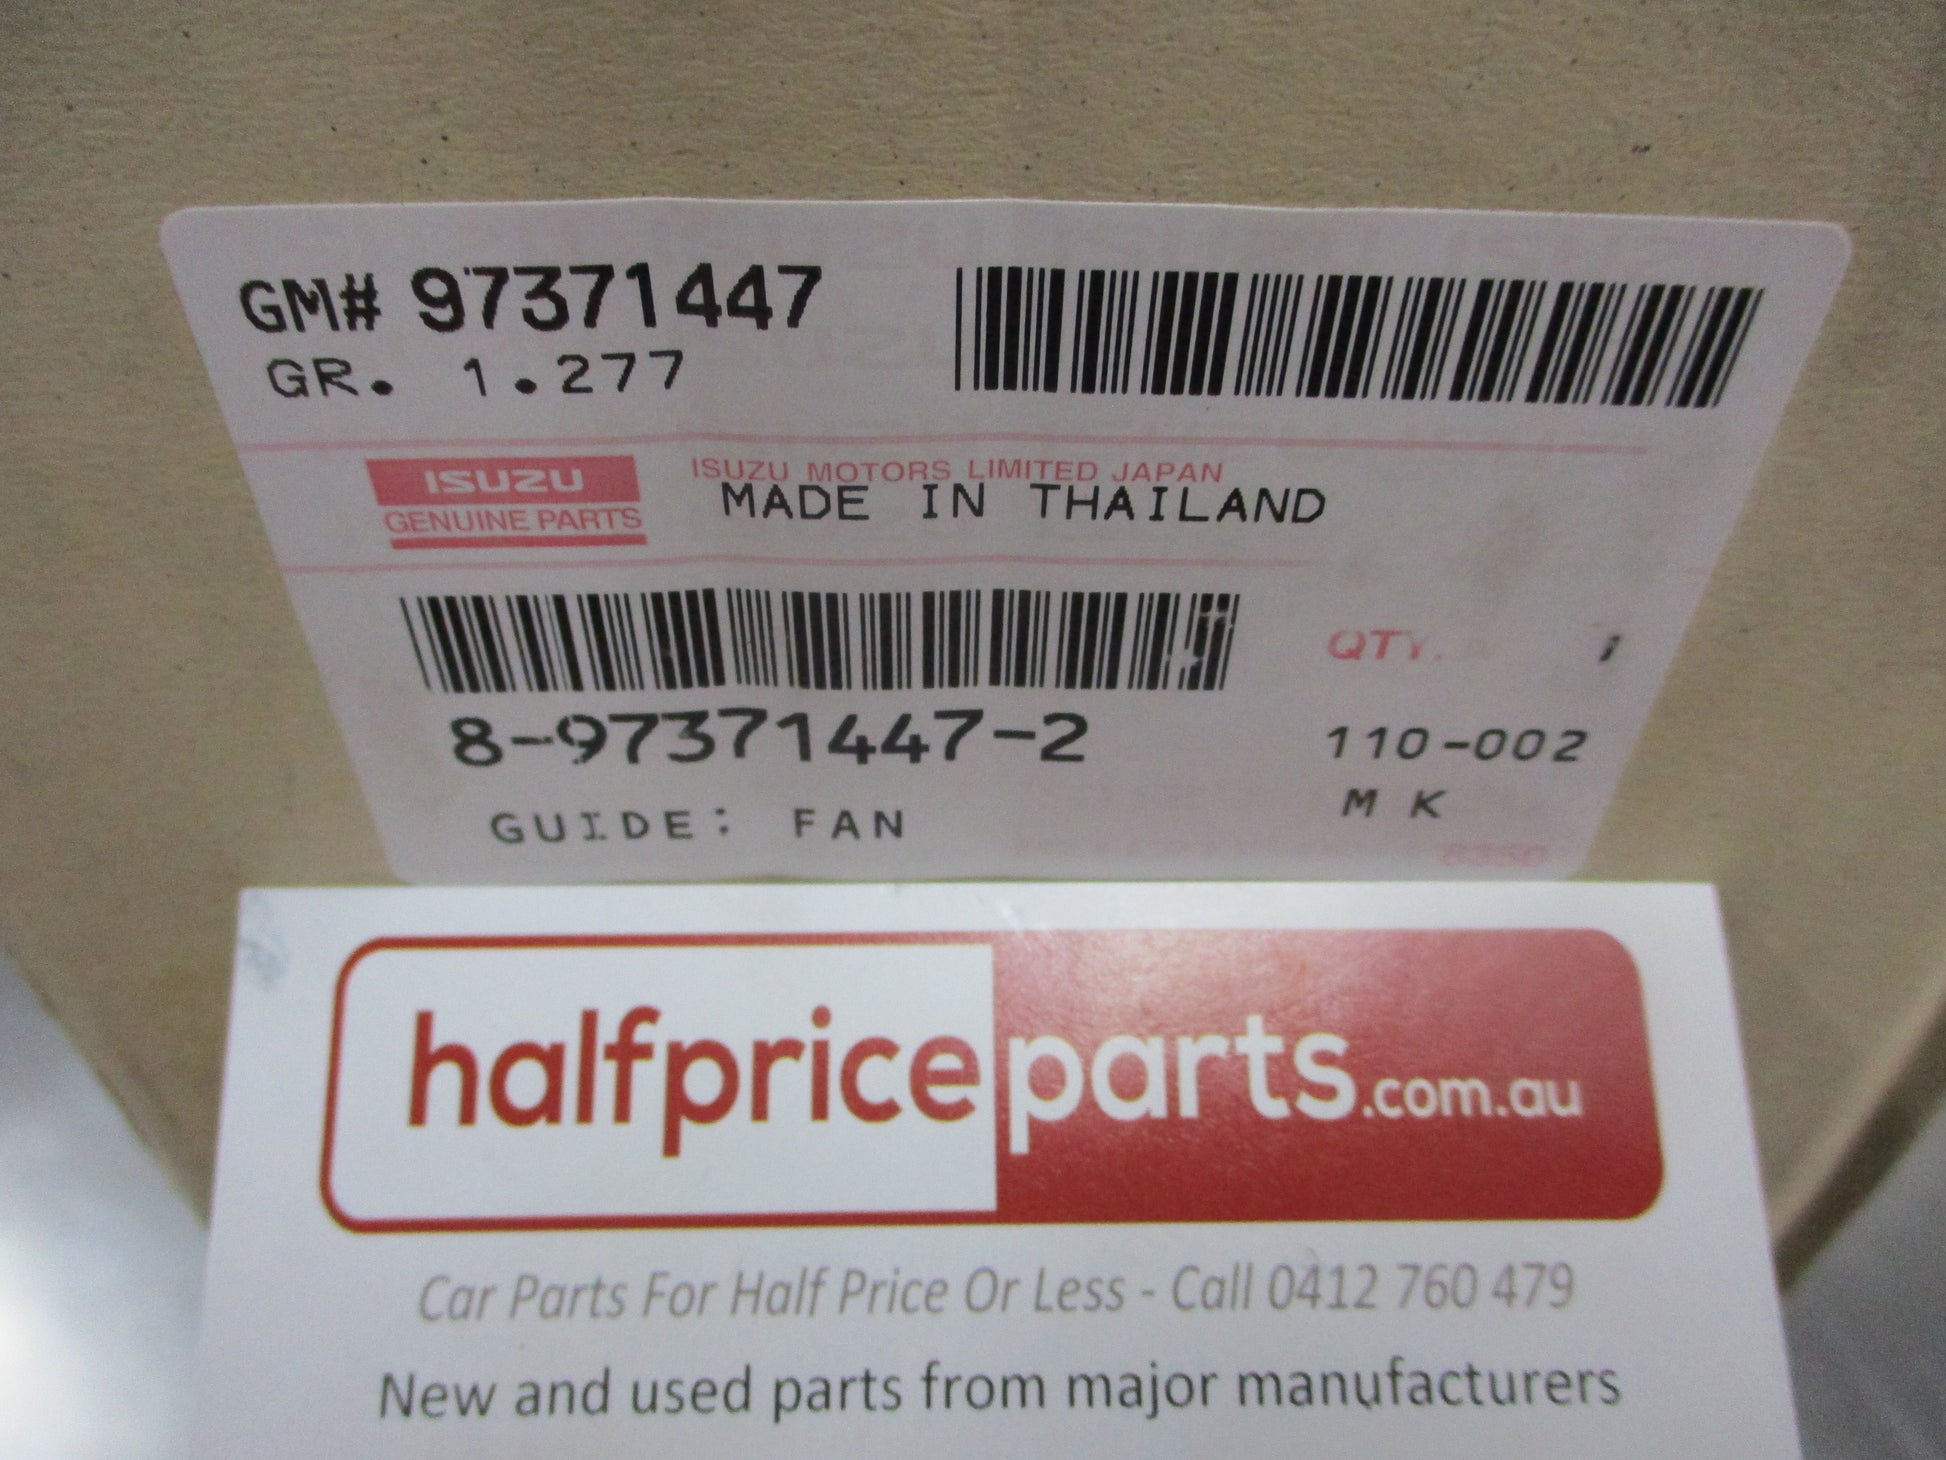 GM# 97371447
GR. 1.277
ISUZU
GENUINE PARTS
ISUZU MOTORS LIMITED JAPAN
MADE IN THAILAND
QTY. 1
8-97371447-2
110-002
GUIDE: FAN
M K
halfpriceparts.com.au
Car Parts For Half Price Or Less - Call 0412 760 479
New and used parts from major manufacturers